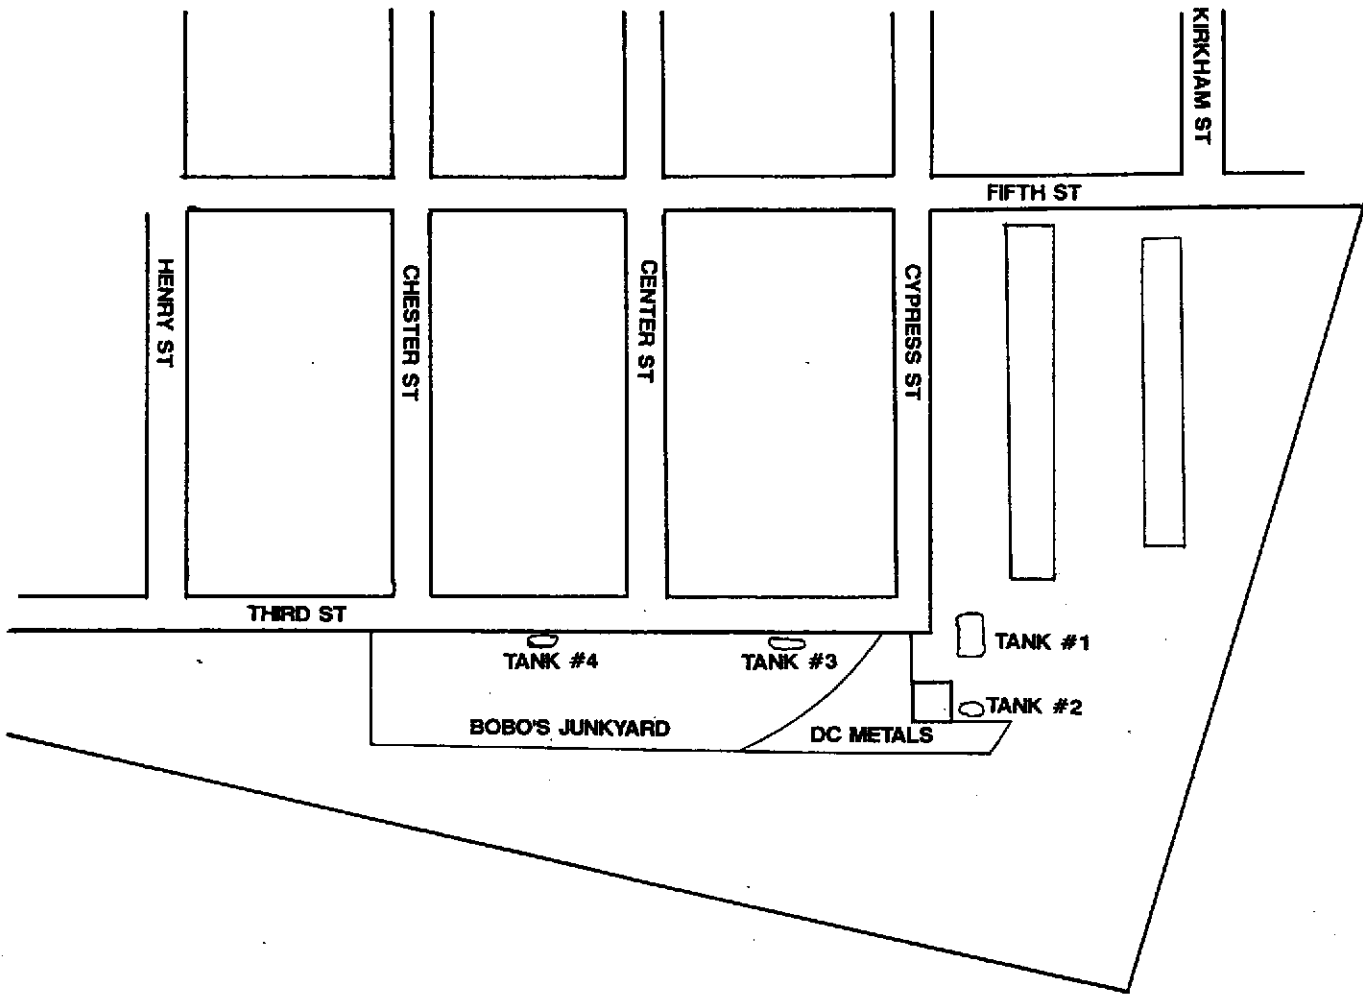 KIRKHAM ST
FIFTH ST
HENRY ST
CHESTER ST
CENTER ST
CYPRESS ST
THIRD ST
TANK #1
TANK #4
TANK #3
TANK #2
BOBO'S JUNKYARD
DC METALS